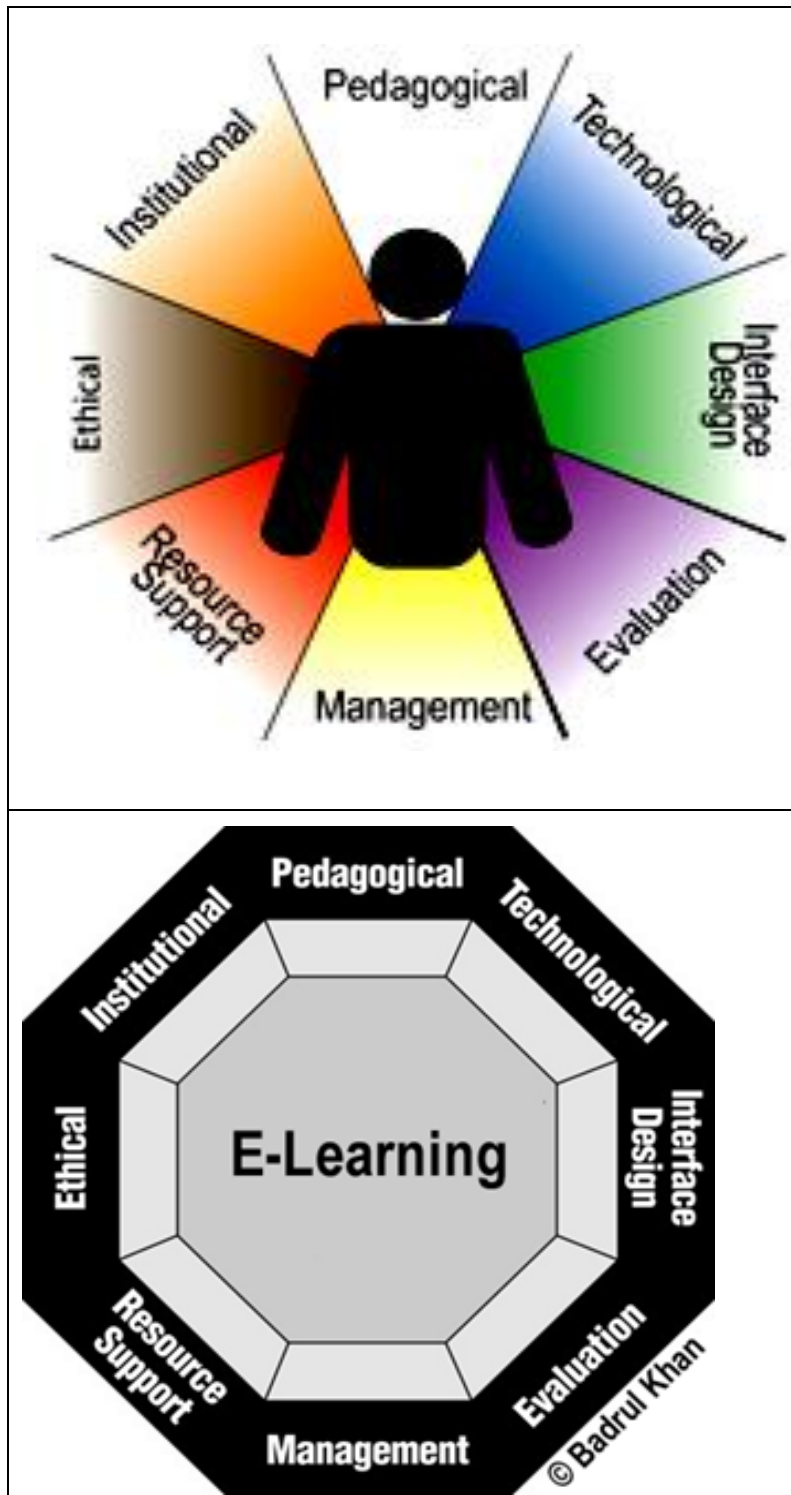 Pedagogical
Technological
Interface
Design
Evaluation
Management
Resource
Support
Ethical
Institutional
Pedagogical
Technological
Interface
Design
Evaluation
Management
Resource
Support
Ethical
Institutional
E-Learning
© Badrul Khan